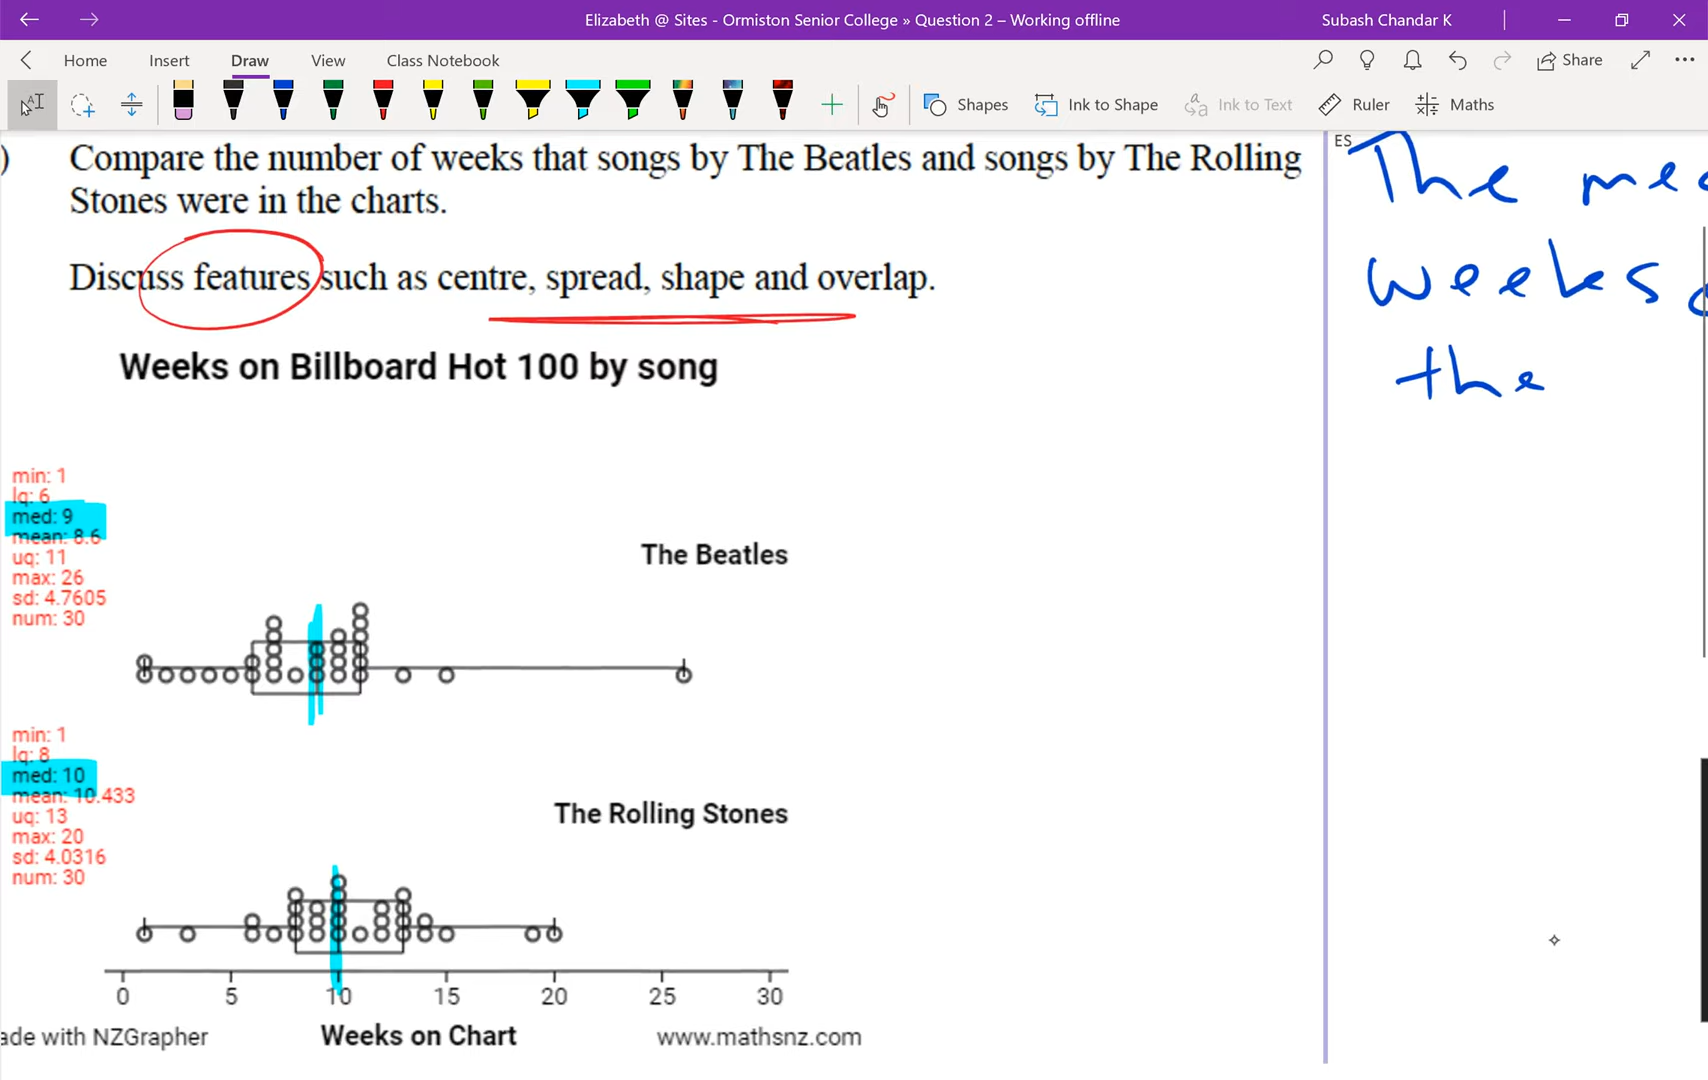 Elizabeth @ Sites - Ormiston Senior College » Question 2 – Working offline
Subash Chandar K
Home
Insert
Draw
View
Class Notebook
Share
Shapes
Ink to Shape
Ink to Text
Ruler
Maths
) Compare the number of weeks that songs by The Beatles and songs by The Rolling
Stones were in the charts.
Discuss features such as centre, spread, shape and overlap.
Weeks on Billboard Hot 100 by song
min: 1
lq: 6
med: 9
mean: 8.6
uq: 11
max: 26
sd: 4.7605
num: 30
The Beatles
min: 1
lq: 8
med: 10
mean: 10.433
uq: 13
max: 20
sd: 4.0316
num: 30
The Rolling Stones
0 5 10 15 20 25 30
ade with NZGrapher
Weeks on Chart
www.mathsnz.com
ES
The me
weeks
the